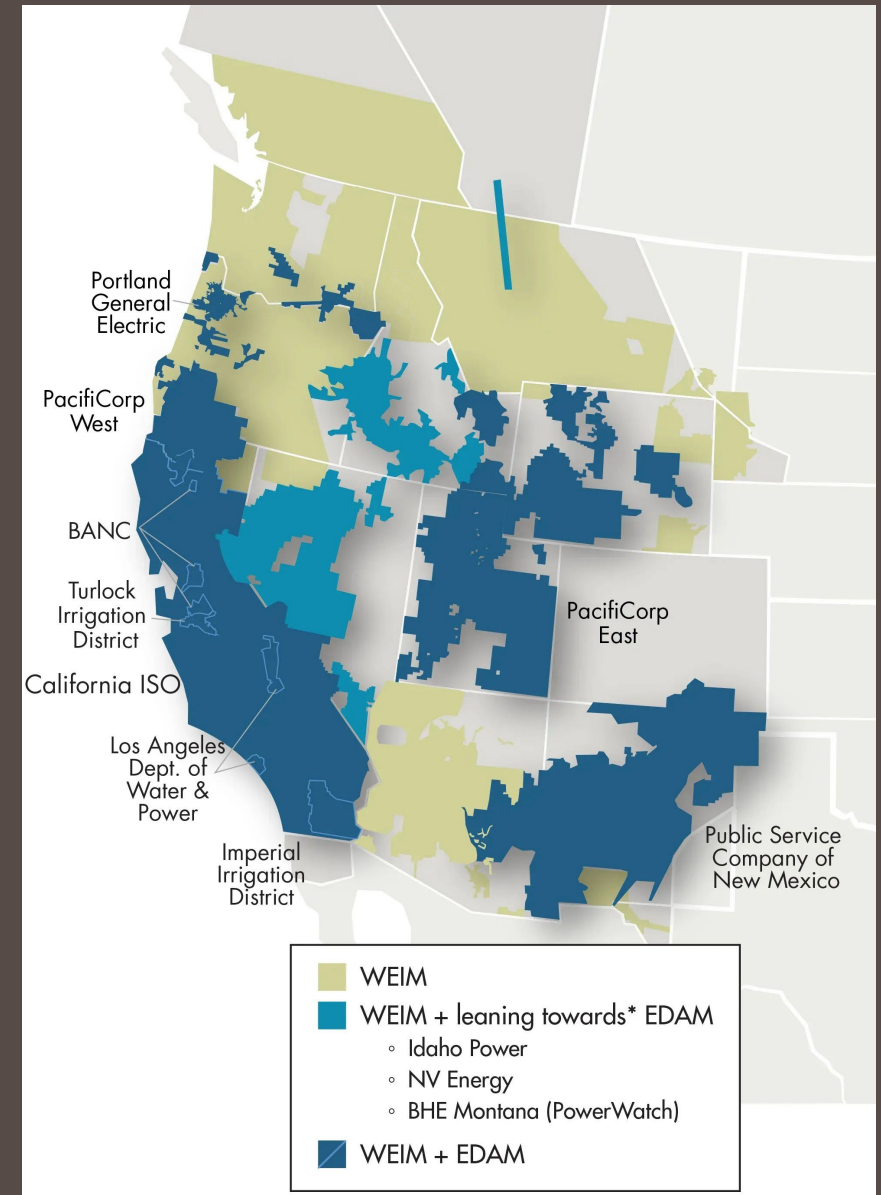 Portland
General
Electric
PacifiCorp
West
BANC
Turlock
Irrigation
District
California ISO
Los Angeles
Dept. of
Water &
Power
Imperial
Irrigation
District
PacifiCorp
East
Public Service
Company of
New Mexico
WEIM
WEIM + leaning towards* EDAM
◦ Idaho Power
◦ NV Energy
◦ BHE Montana (PowerWatch)
WEIM + EDAM